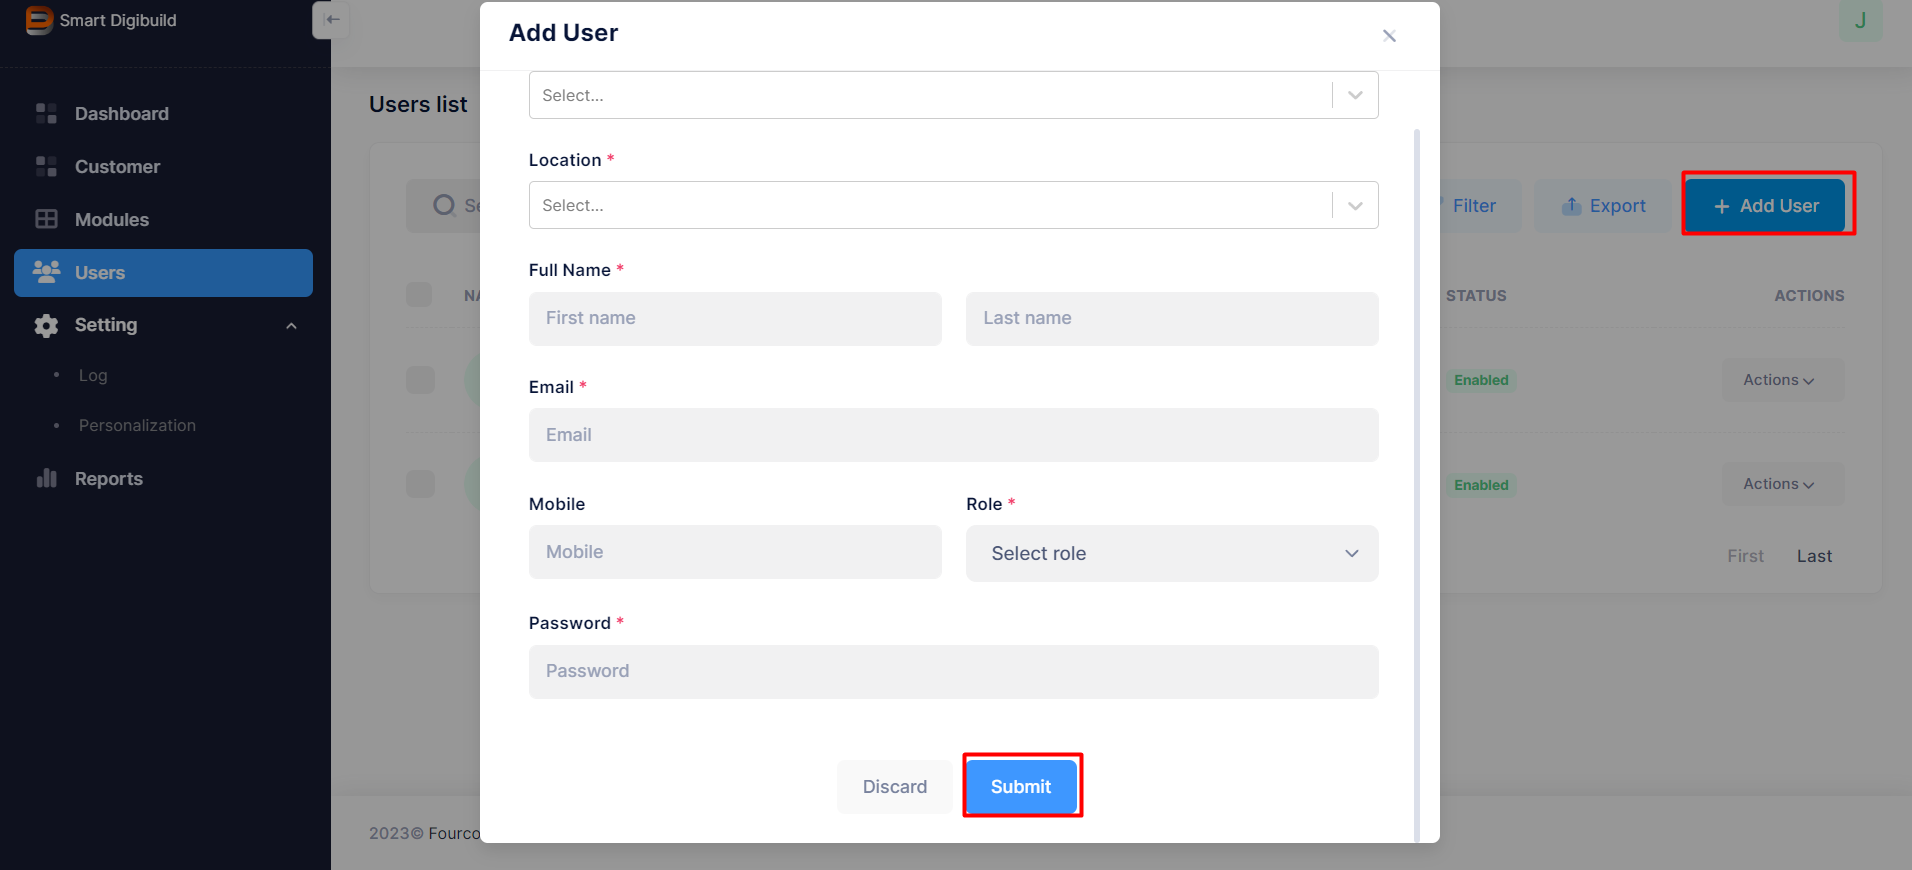 Smart Digibuild
Dashboard
Customer
Modules
Users
Setting
Log
Personalization
Reports
J
Users list
Filter
Export
+ Add User
STATUS
ACTIONS
Enabled
Actions
Enabled
Actions
First
Last
2023© Fourco
Add User
Select...
Location *
Select...
Full Name *
First name
Last name
Email *
Email
Mobile
Role *
Mobile
Select role
Password *
Password
Discard
Submit